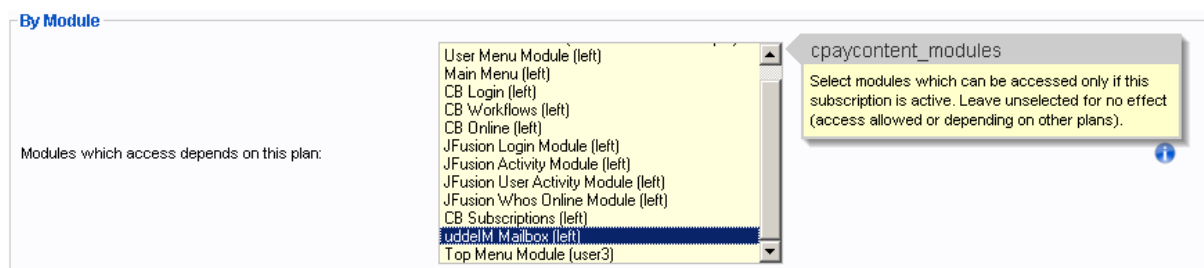 By Module
User Menu Module (left)
Main Menu (left)
CB Login (left)
CB Workflows (left)
CB Online (left)
JFusion Login Module (left)
JFusion Activity Module (left)
JFusion User Activity Module (left)
JFusion Whos Online Module (left)
CB Subscriptions (left)
uddeIM Mailbox (left)
Top Menu Module (user3)
Modules which access depends on this plan:
cpaycontent_modules
Select modules which can be accessed only if this
subscription is active. Leave unselected for no effect
(access allowed or depending on other plans).